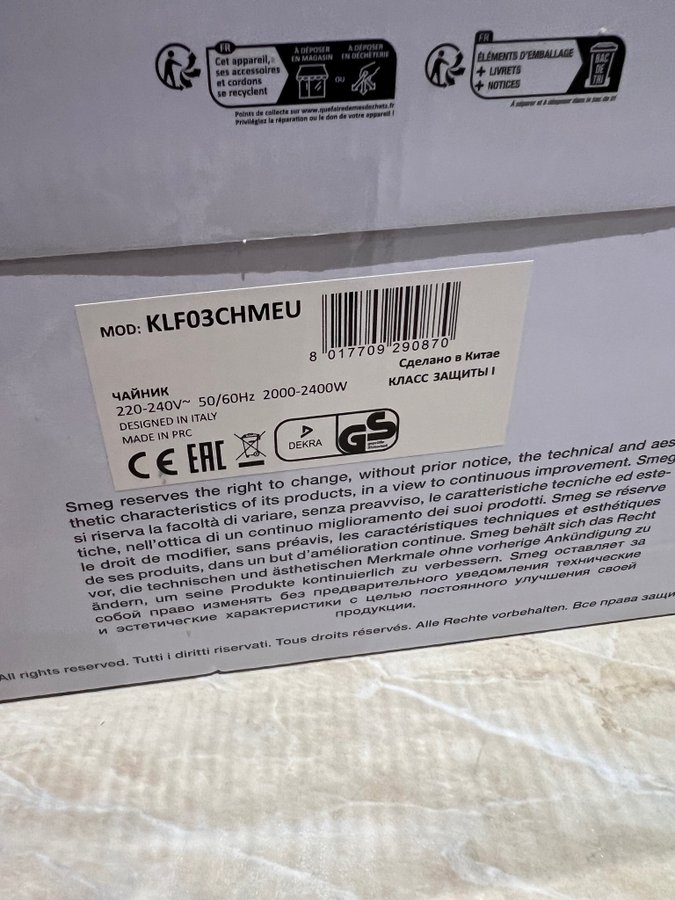 FR
Cet appareil,
ses accessoires
et cordons
se recyclent
À DÉPOSER
EN MAGASIN
OU
À DÉPOSER
EN DÉCHÈTERIE
Points de collecte sur www.quefairedemesdechets.fr
Privilégiez la réparation ou le don de votre appareil !
FR
ÉLÉMENTS D'EMBALLAGE
+ LIVRETS
+ NOTICES
BAC
DE
TRI
À séparer et à déposer dans le bac de tri
MOD: KLF03CHMEU
8 017709 290870
Сделано в Китае
КЛАСС ЗАЩИТЫ I
ЧАЙНИК
220-240V~ 50/60Hz 2000-2400W
DESIGNED IN ITALY
MADE IN PRC
CE EAC
DEKRA
GS
Smeg reserves the right to change, without prior notice, the technical and aes
thetic characteristics of its products, in a view to continuous improvement. Smeg
si riserva la facoltà di variare, senza preavviso, le caratteristiche tecniche ed este-
tiche, nell'ottica di un continuo miglioramento dei suoi prodotti. Smeg se réserve
le droit de modifier, sans préavis, les caractéristiques techniques et esthétiques
de ses produits, dans un but d'amélioration continue. Smeg behält sich das Recht
vor, die technischen und ästhetischen Merkmale ohne vorherige Ankündigung zu
ändern, um seine Produkte kontinuierlich zu verbessern. Smeg оставляет за
собой право изменять без предварительного уведомления технические
и эстетические характеристики с целью постоянного улучшения своей
продукции.
All rights reserved. Tutti i diritti riservati. Tous droits réservés. Alle Rechte vorbehalten. Все права защи